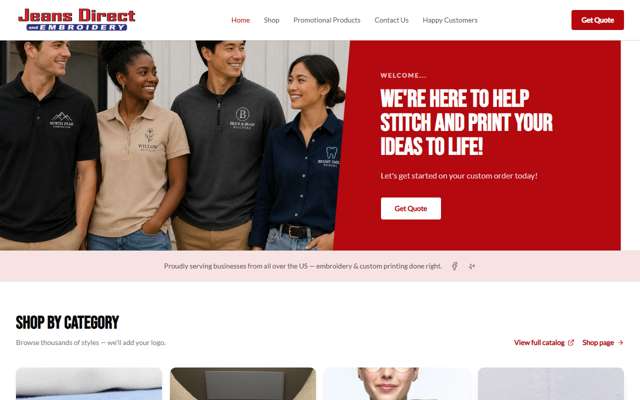 Jeans Direct
and EMBROIDERY
Home
Shop
Promotional Products
Contact Us
Happy Customers
Get Quote
WELCOME...
WE'RE HERE TO HELP
STITCH AND PRINT YOUR
IDEAS TO LIFE!
Let's get started on your custom order today!
Get Quote
WILLOW
Proudly serving businesses from all over the US — embroidery & custom printing done right.
SHOP BY CATEGORY
Browse thousands of styles — we'll add your logo.
View full catalog
Shop page